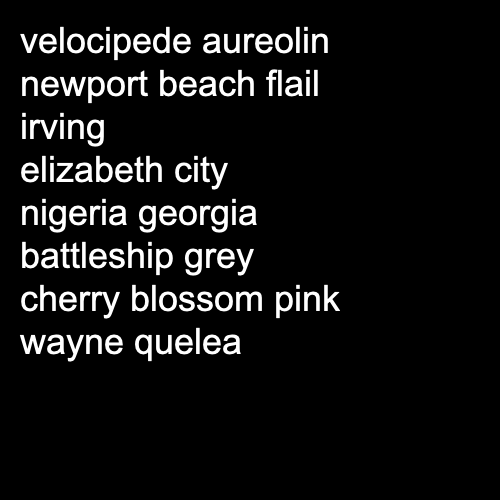 velocipede aureolin
newport beach flail
irving
elizabeth city
nigeria georgia
battleship grey
cherry blossom pink
wayne quelea